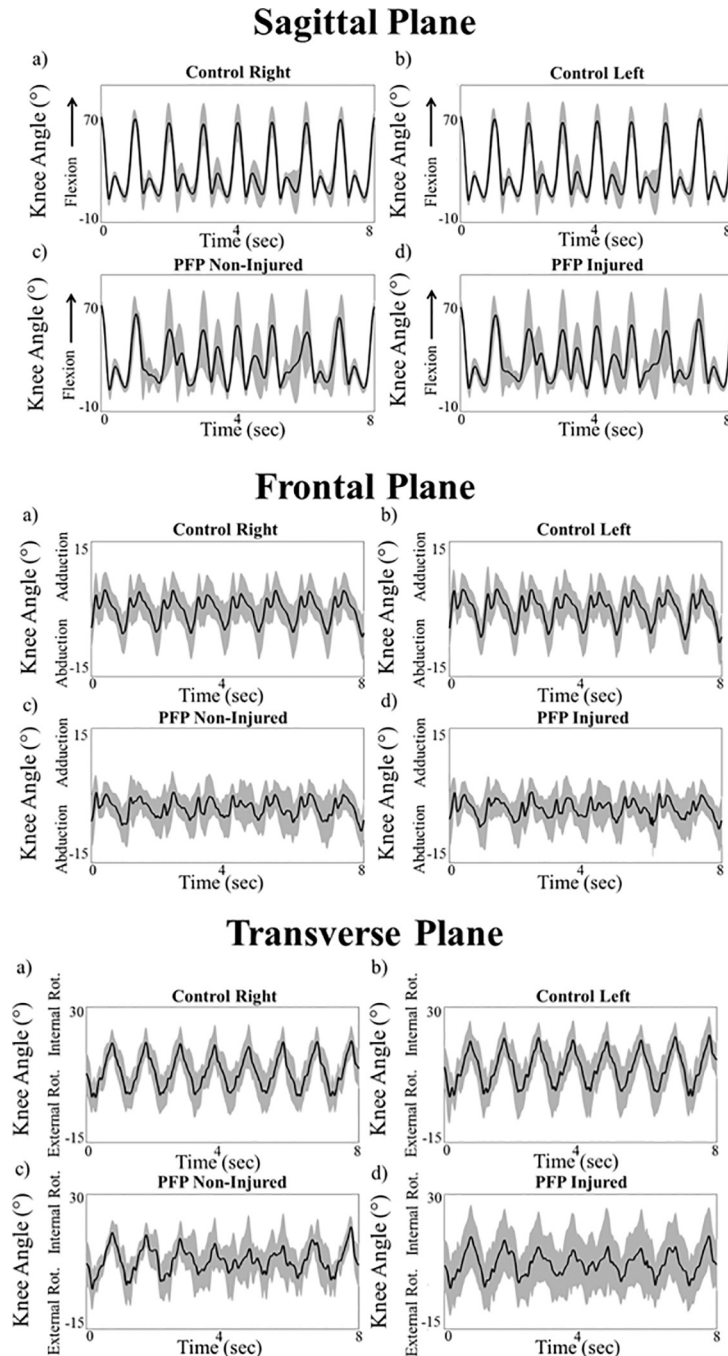 Sagittal Plane
a)
Control Right
Knee Angle (°)
Flexion
70
-10
Time (sec)
b)
Control Left
Knee Angle (°)
Flexion
70
-10
8
Time (sec)
c)
PFP Non-Injured
Knee Angle (°)
Flexion
70
-10
0
4
8
Time (sec)
d)
PFP Injured
Knee Angle (°)
Flexion
70
-10
0
4
8
Time (sec)
Frontal Plane
a)
Control Right
Knee Angle (°)
Abduction Adduction
15
-15
0
4
8
Time (sec)
b)
Control Left
Knee Angle (°)
Abduction Adduction
15
-15
0
4
8
Time (sec)
c)
PFP Non-Injured
Knee Angle (°)
Abduction Adduction
15
-15
0
4
8
Time (sec)
d)
PFP Injured
Knee Angle (°)
Abduction Adduction
15
-15
0
4
8
Time (sec)
Transverse Plane
a)
Control Right
Knee Angle (°)
External Rot. Internal Rot.
30
-15
0
4
8
Time (sec)
b)
Control Left
Knee Angle (°)
External Rot. Internal Rot.
30
-15
0
4
8
Time (sec)
c)
PFP Non-Injured
Knee Angle (°)
External Rot. Internal Rot.
30
-15
0
4
8
Time (sec)
d)
PFP Injured
Knee Angle (°)
External Rot. Internal Rot.
30
-15
0
4
8
Time (sec)